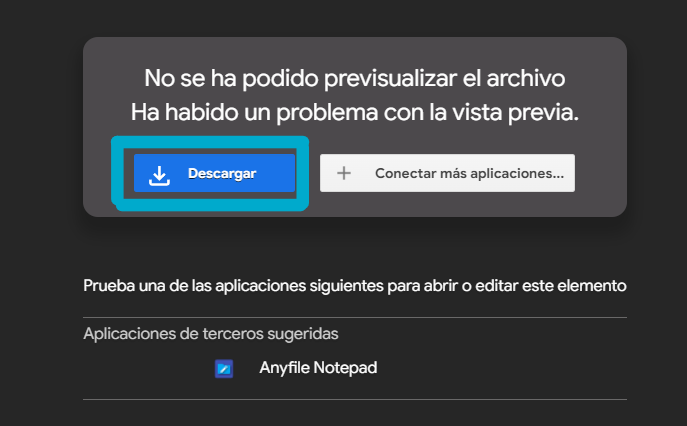 No se ha podido previsualizar el archivo
Ha habido un problema con la vista previa.
Descargar
Conectar más aplicaciones...
Prueba una de las aplicaciones siguientes para abrir o editar este elemento
Aplicaciones de terceros sugeridas
Anyfile Notepad